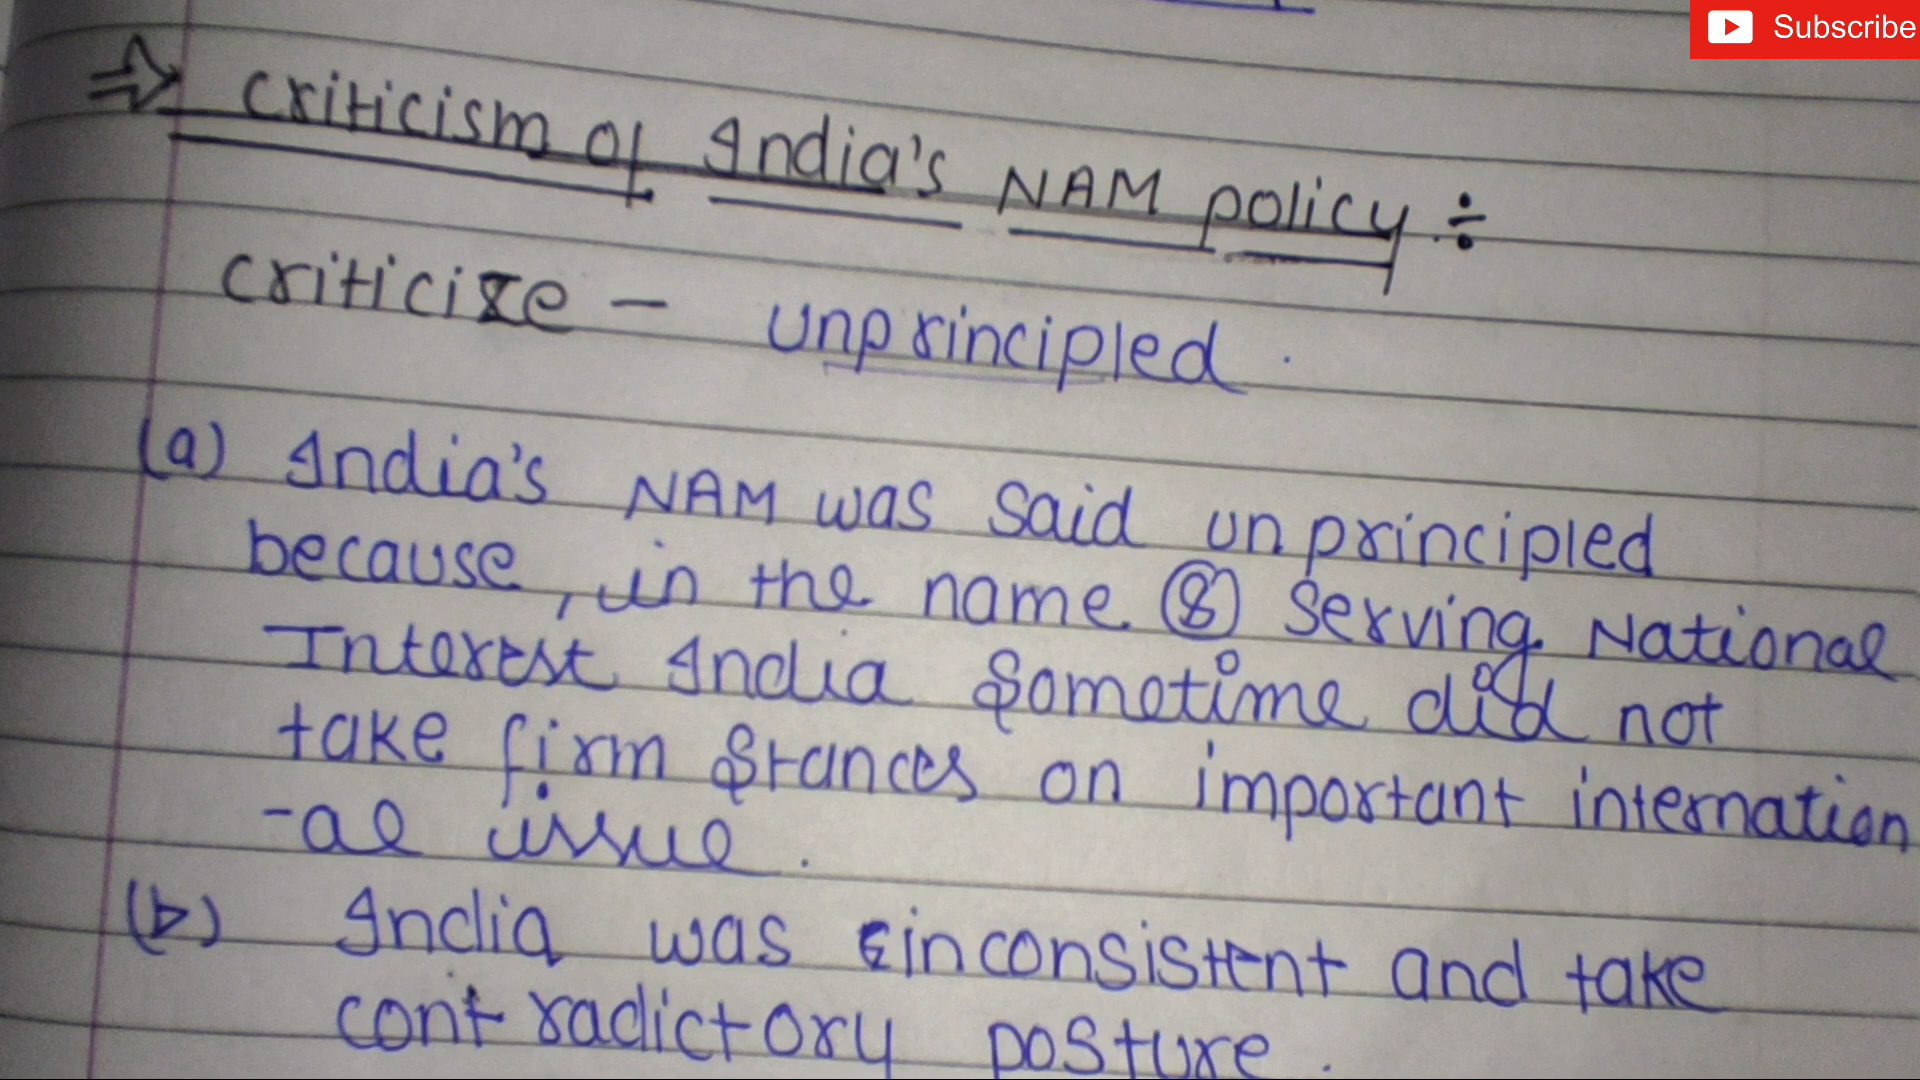 Subscribe
⇒ criticism of India's NAM policy ÷
criticize - unprincipled.
(a) India's NAM was said unprincipled
because, in the name 8 serving National
Interest India sometime did not
take firm stances on important internation
-al issue.
(b) India was inconsistent and take
contradictory posture.